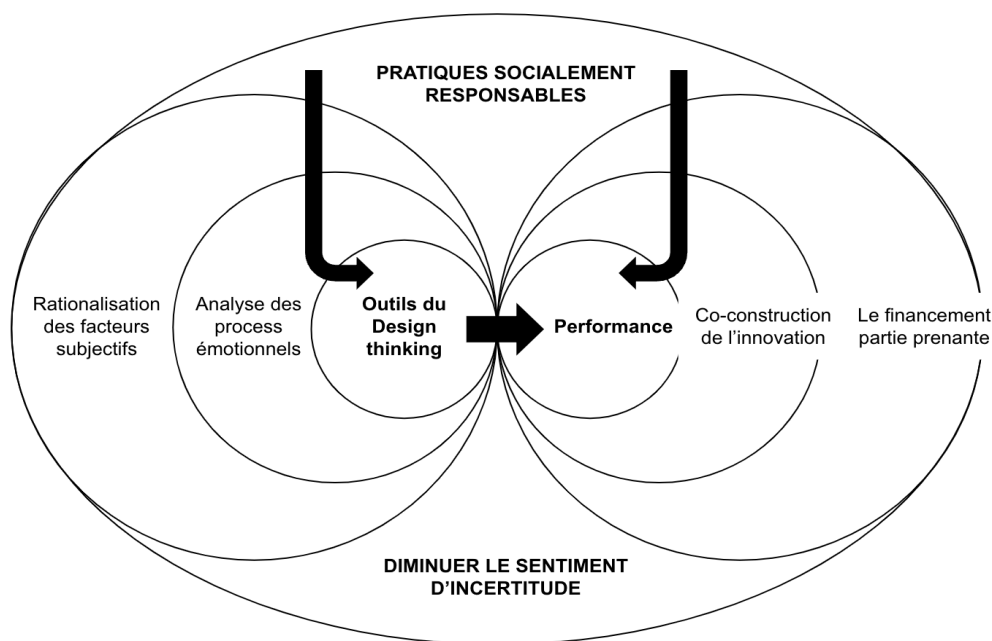 PRATIQUES SOCIALEMENT
RESPONSABLES
Rationalisation
des facteurs
subjectifs
Analyse des
process
émotionnels
Outils du
Design
thinking
Performance
Co-construction
de l’innovation
Le financement
partie prenante
DIMINUER LE SENTIMENT
D’INCERTITUDE